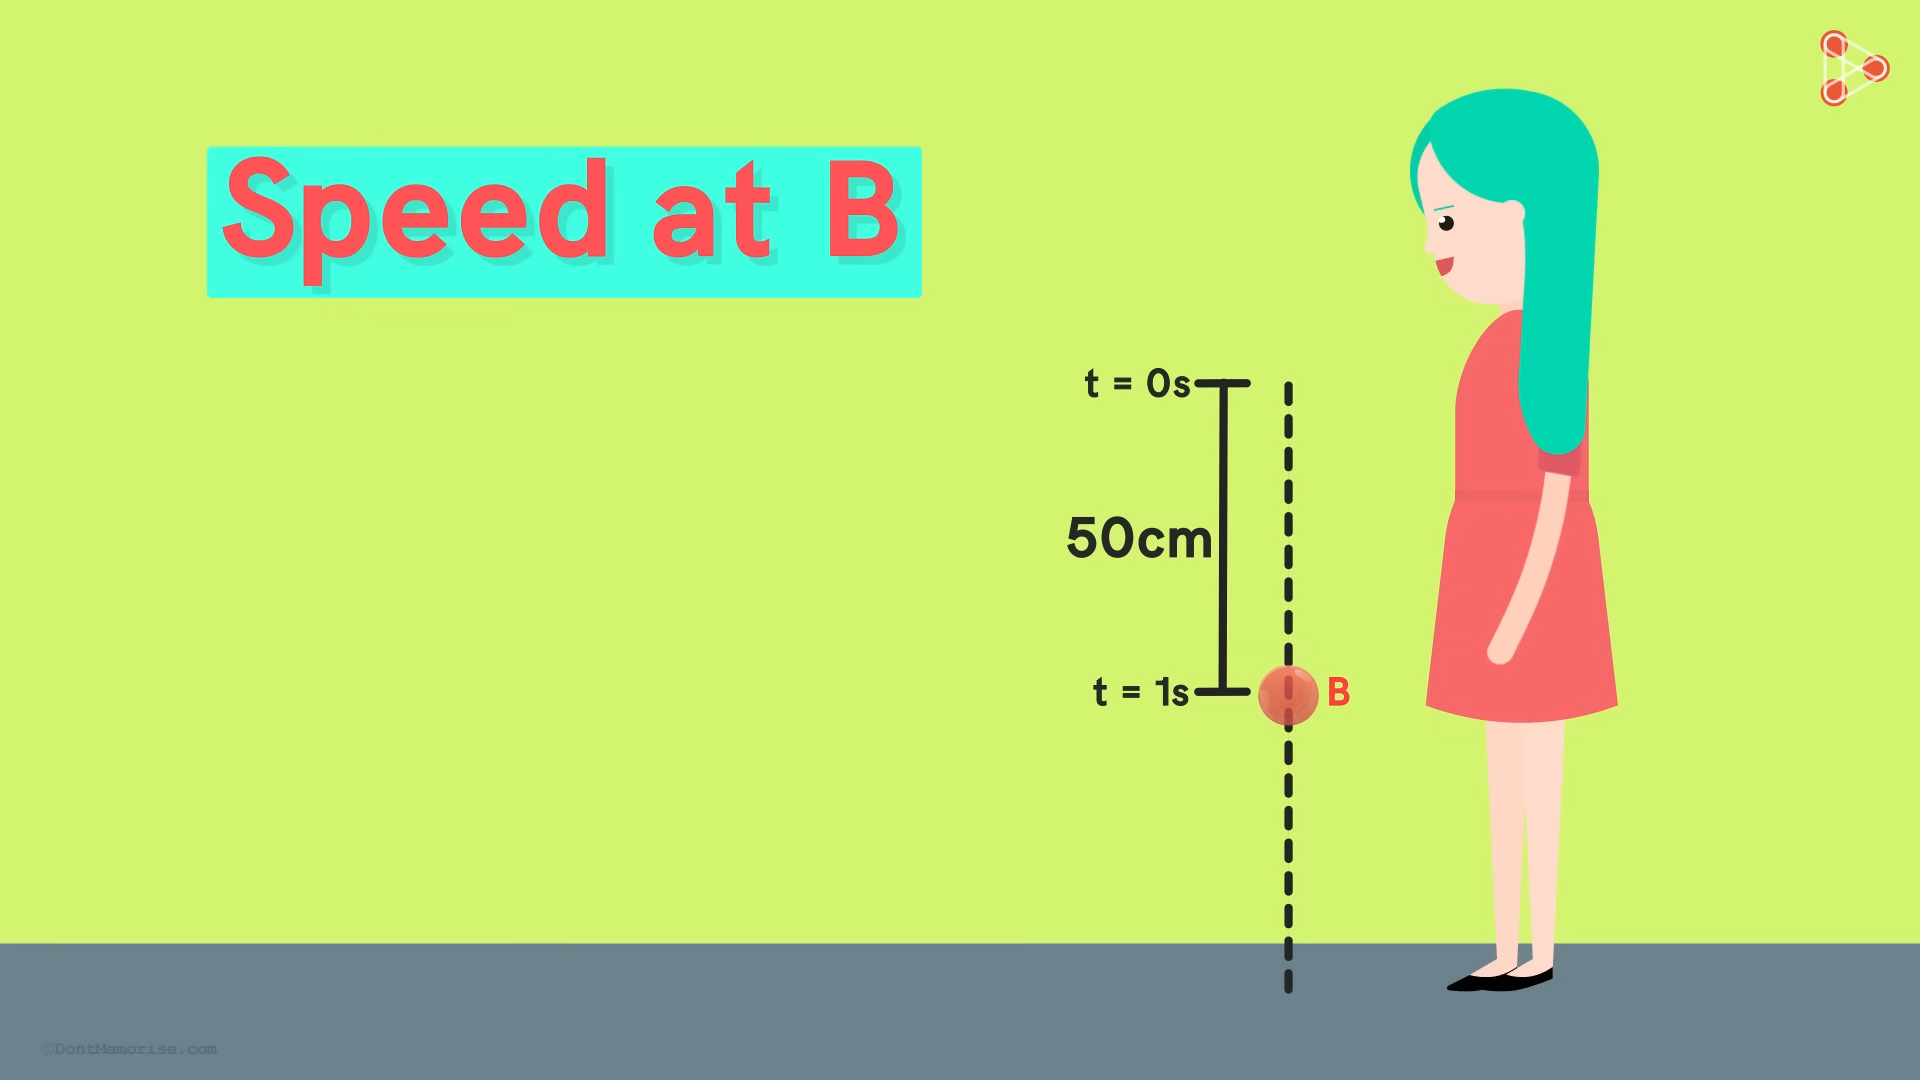 Speed at B
t = 0s
50cm
t = 1s
B
©DontMemorise.com